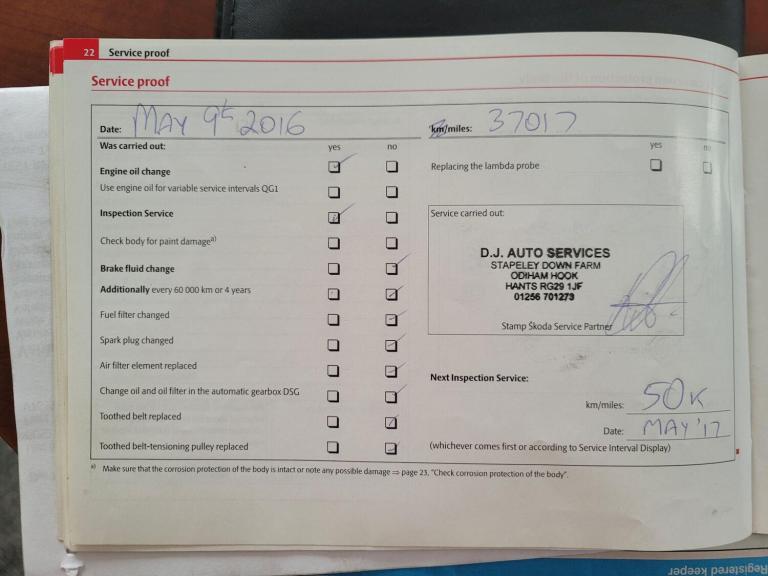 22 Service proof
Service proof
Date: MAY 9th 2016
km/miles: 37017
Was carried out: yes no
Engine oil change
Use engine oil for variable service intervals QG1
Inspection Service
Check body for paint damage a)
Brake fluid change
Additionally every 60 000 km or 4 years
Fuel filter changed
Spark plug changed
Air filter element replaced
Change oil and oil filter in the automatic gearbox DSG
Toothed belt replaced
Toothed belt-tensioning pulley replaced
yes no
Replacing the lambda probe
Service carried out:
D.J. AUTO SERVICES
STAPELEY DOWN FARM
ODIHAM HOOK
HANTS RG29 1JF
01256 701273
Stamp Škoda Service Partner
Next Inspection Service:
km/miles: 50K
Date: MAY '17
(whichever comes first or according to Service Interval Display)
a) Make sure that the corrosion protection of the body is intact or note any possible damage ⇒ page 23, "Check corrosion protection of the body".
Registered keeper